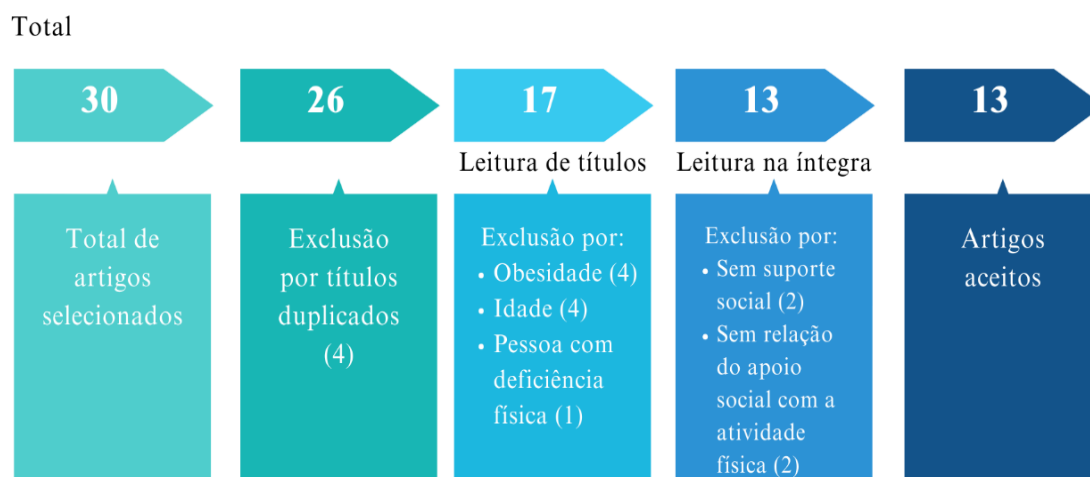 Total
30
26
17
13
13
Leitura de títulos
Leitura na íntegra
Total de
artigos
selecionados
Exclusão
por títulos
duplicados
(4)
Exclusão por:
• Obesidade (4)
• Idade (4)
• Pessoa com
deficiência
física (1)
Exclusão por:
• Sem suporte
social (2)
• Sem relação
do apoio
social com a
atividade
física (2)
Artigos
aceitos